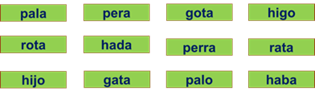 pala pera gota higo
rota hada perra rata
hijo gata palo haba